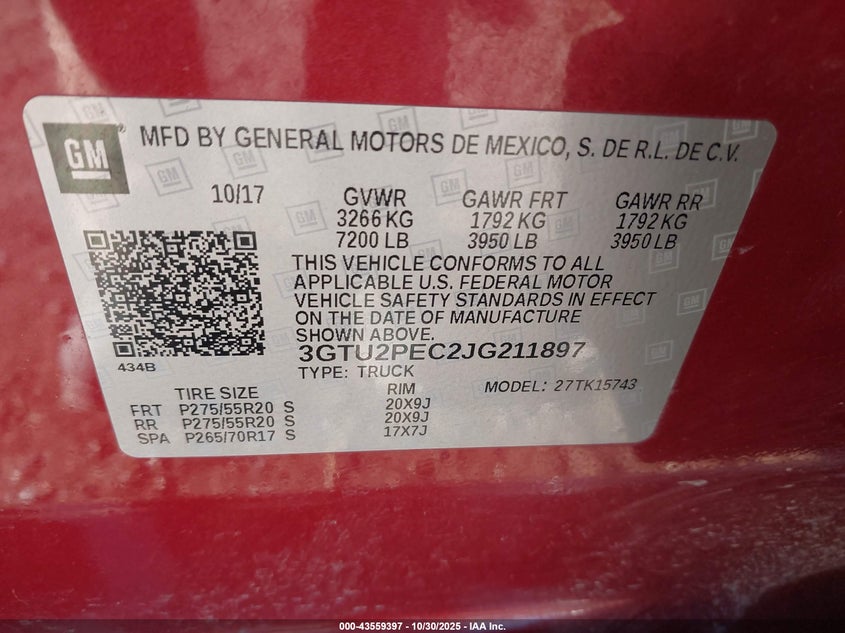 GM
MFD BY GENERAL MOTORS DE MEXICO, S. DE R.L. DE C.V.
10/17 GVWR GAWR FRT GAWR RR
3266 KG 1792 KG 1792 KG
7200 LB 3950 LB 3950 LB
THIS VEHICLE CONFORMS TO ALL
APPLICABLE U.S. FEDERAL MOTOR
VEHICLE SAFETY STANDARDS IN EFFECT
ON THE DATE OF MANUFACTURE
SHOWN ABOVE.
434B
3GTU2PEC2JG211897
TYPE: TRUCK MODEL: 27TK15743
TIRE SIZE RIM
FRT P275/55R20 S 20X9J
RR P275/55R20 S 20X9J
SPA P265/70R17 S 17X7J
000-43559397 - 10/30/2025 - IAA Inc.